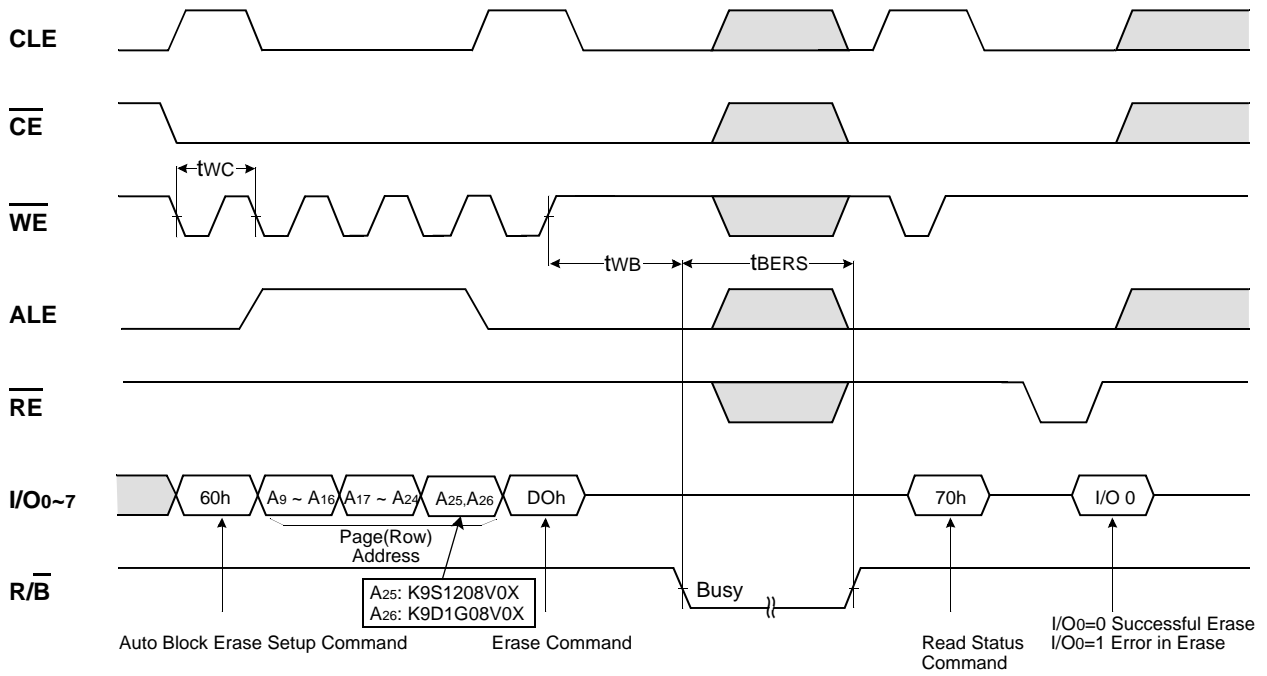 CLE
CE
tWC
WE
tWB
tBERS
ALE
RE
I/O0~7
60h
A9 ~ A16
A17 ~ A24
A25,A26
DOh
70h
I/O 0
Page(Row)
Address
R/B
A25: K9S1208V0X
A26: K9D1G08V0X
Busy
Auto Block Erase Setup Command
Erase Command
Read Status
Command
I/O0=0 Successful Erase
I/O0=1 Error in Erase